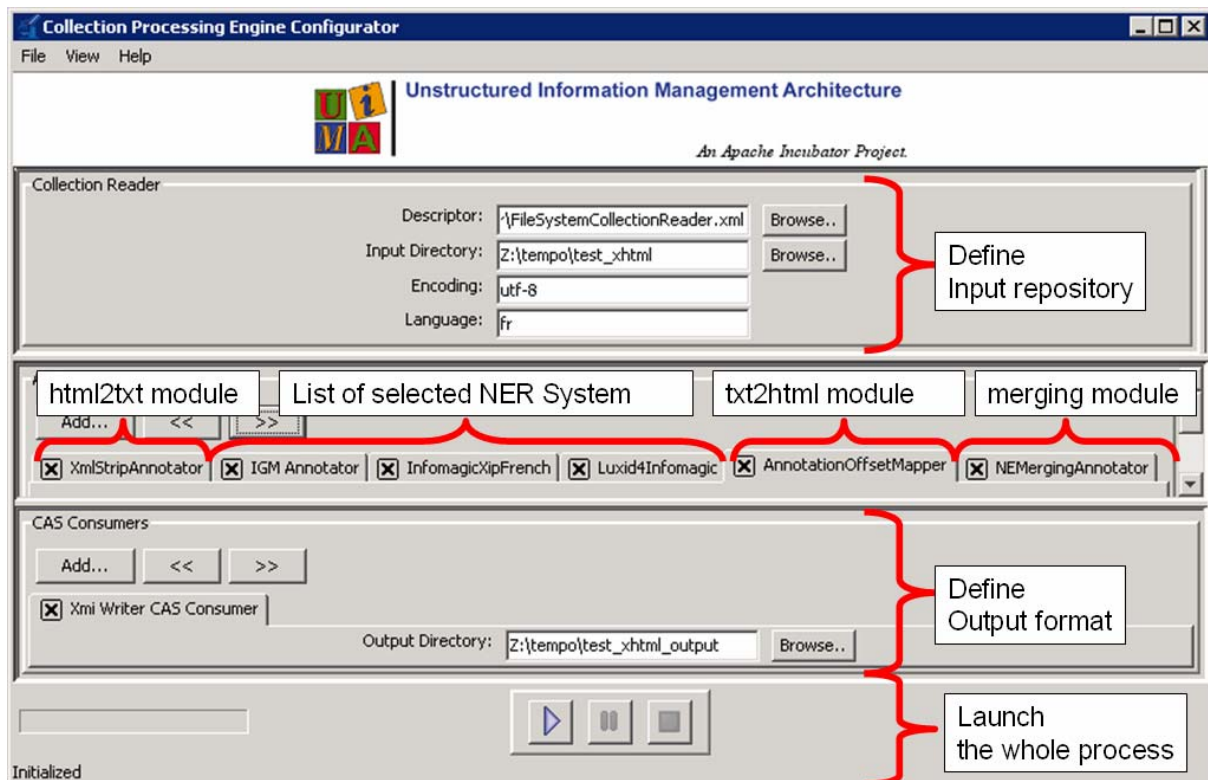 Collection Processing Engine Configurator
File View Help
UiMA
Unstructured Information Management Architecture
An Apache Incubator Project.
Collection Reader
Descriptor: \FileSystemCollectionReader.xml Browse..
Input Directory: Z:\tempo\test_xhtml Browse..
Encoding: utf-8
Language: fr
Define
Input repository
html2txt module
List of selected NER System
txt2html module
merging module
Add... << >>
XmlStripAnnotator IGM Annotator InfomagicXipFrench Luxid4Infomagic AnnotationOffsetMapper NEMergingAnnotator
CAS Consumers
Add... << >>
Xmi Writer CAS Consumer
Output Directory: Z:\tempo\test_xhtml_output Browse..
Define
Output format
Launch
the whole process
Initialized